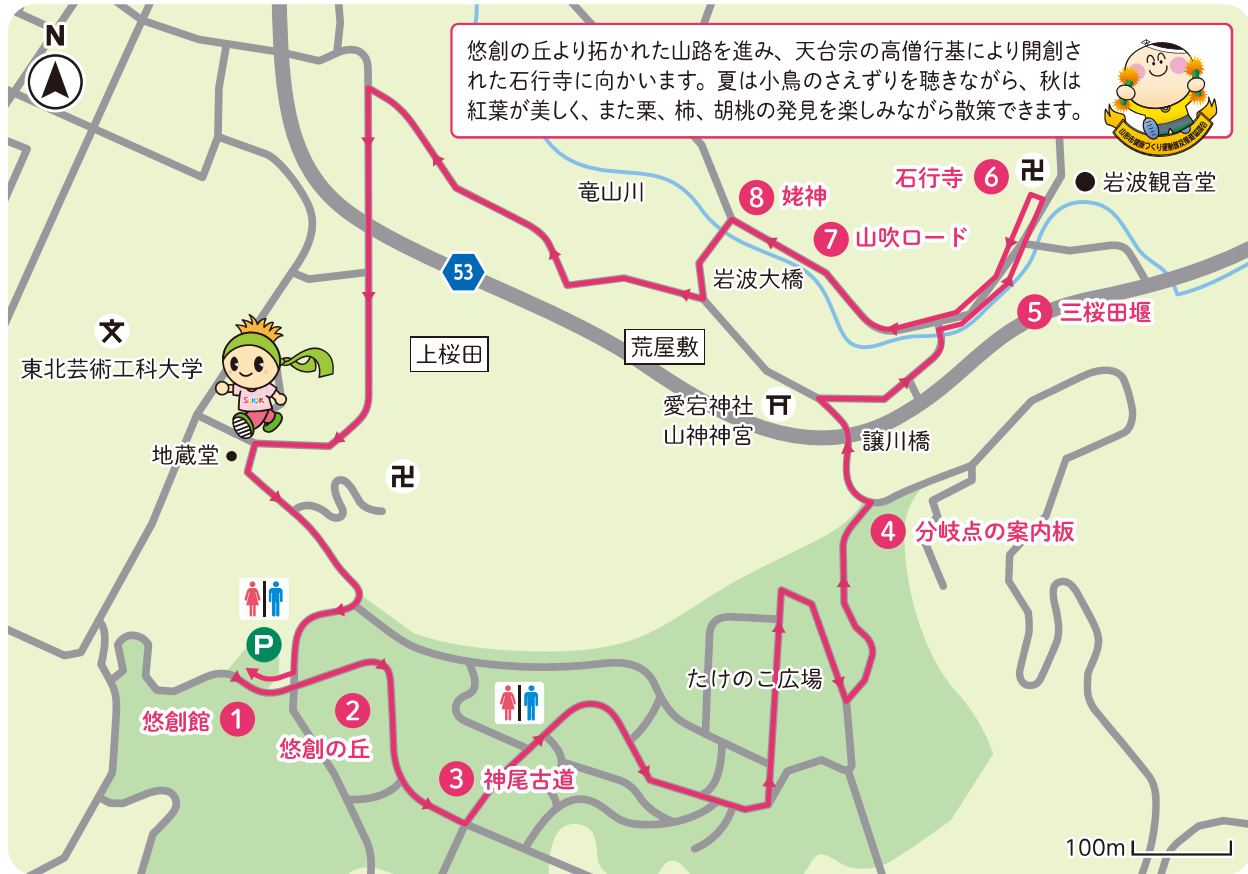 N
悠創の丘より拓かれた山路を進み、天台宗の高僧行基により開創さ
れた石行寺に向かいます。夏は小鳥のさえずりを聴きながら、秋は
紅葉が美しく、また栗、柿、胡桃の発見を楽しみながら散策できます。
石行寺 6
卍
岩波観音堂
竜山川
8 姥神
7 山吹ロード
53
岩波大橋
5 三桜田堰
文
東北芸術工科大学
上桜田
荒屋敷
愛宕神社
山神神宮
譲川橋
地蔵堂
卍
4 分岐点の案内板
P
たけのこ広場
悠創館 1
2
悠創の丘
3 神尾古道
100m